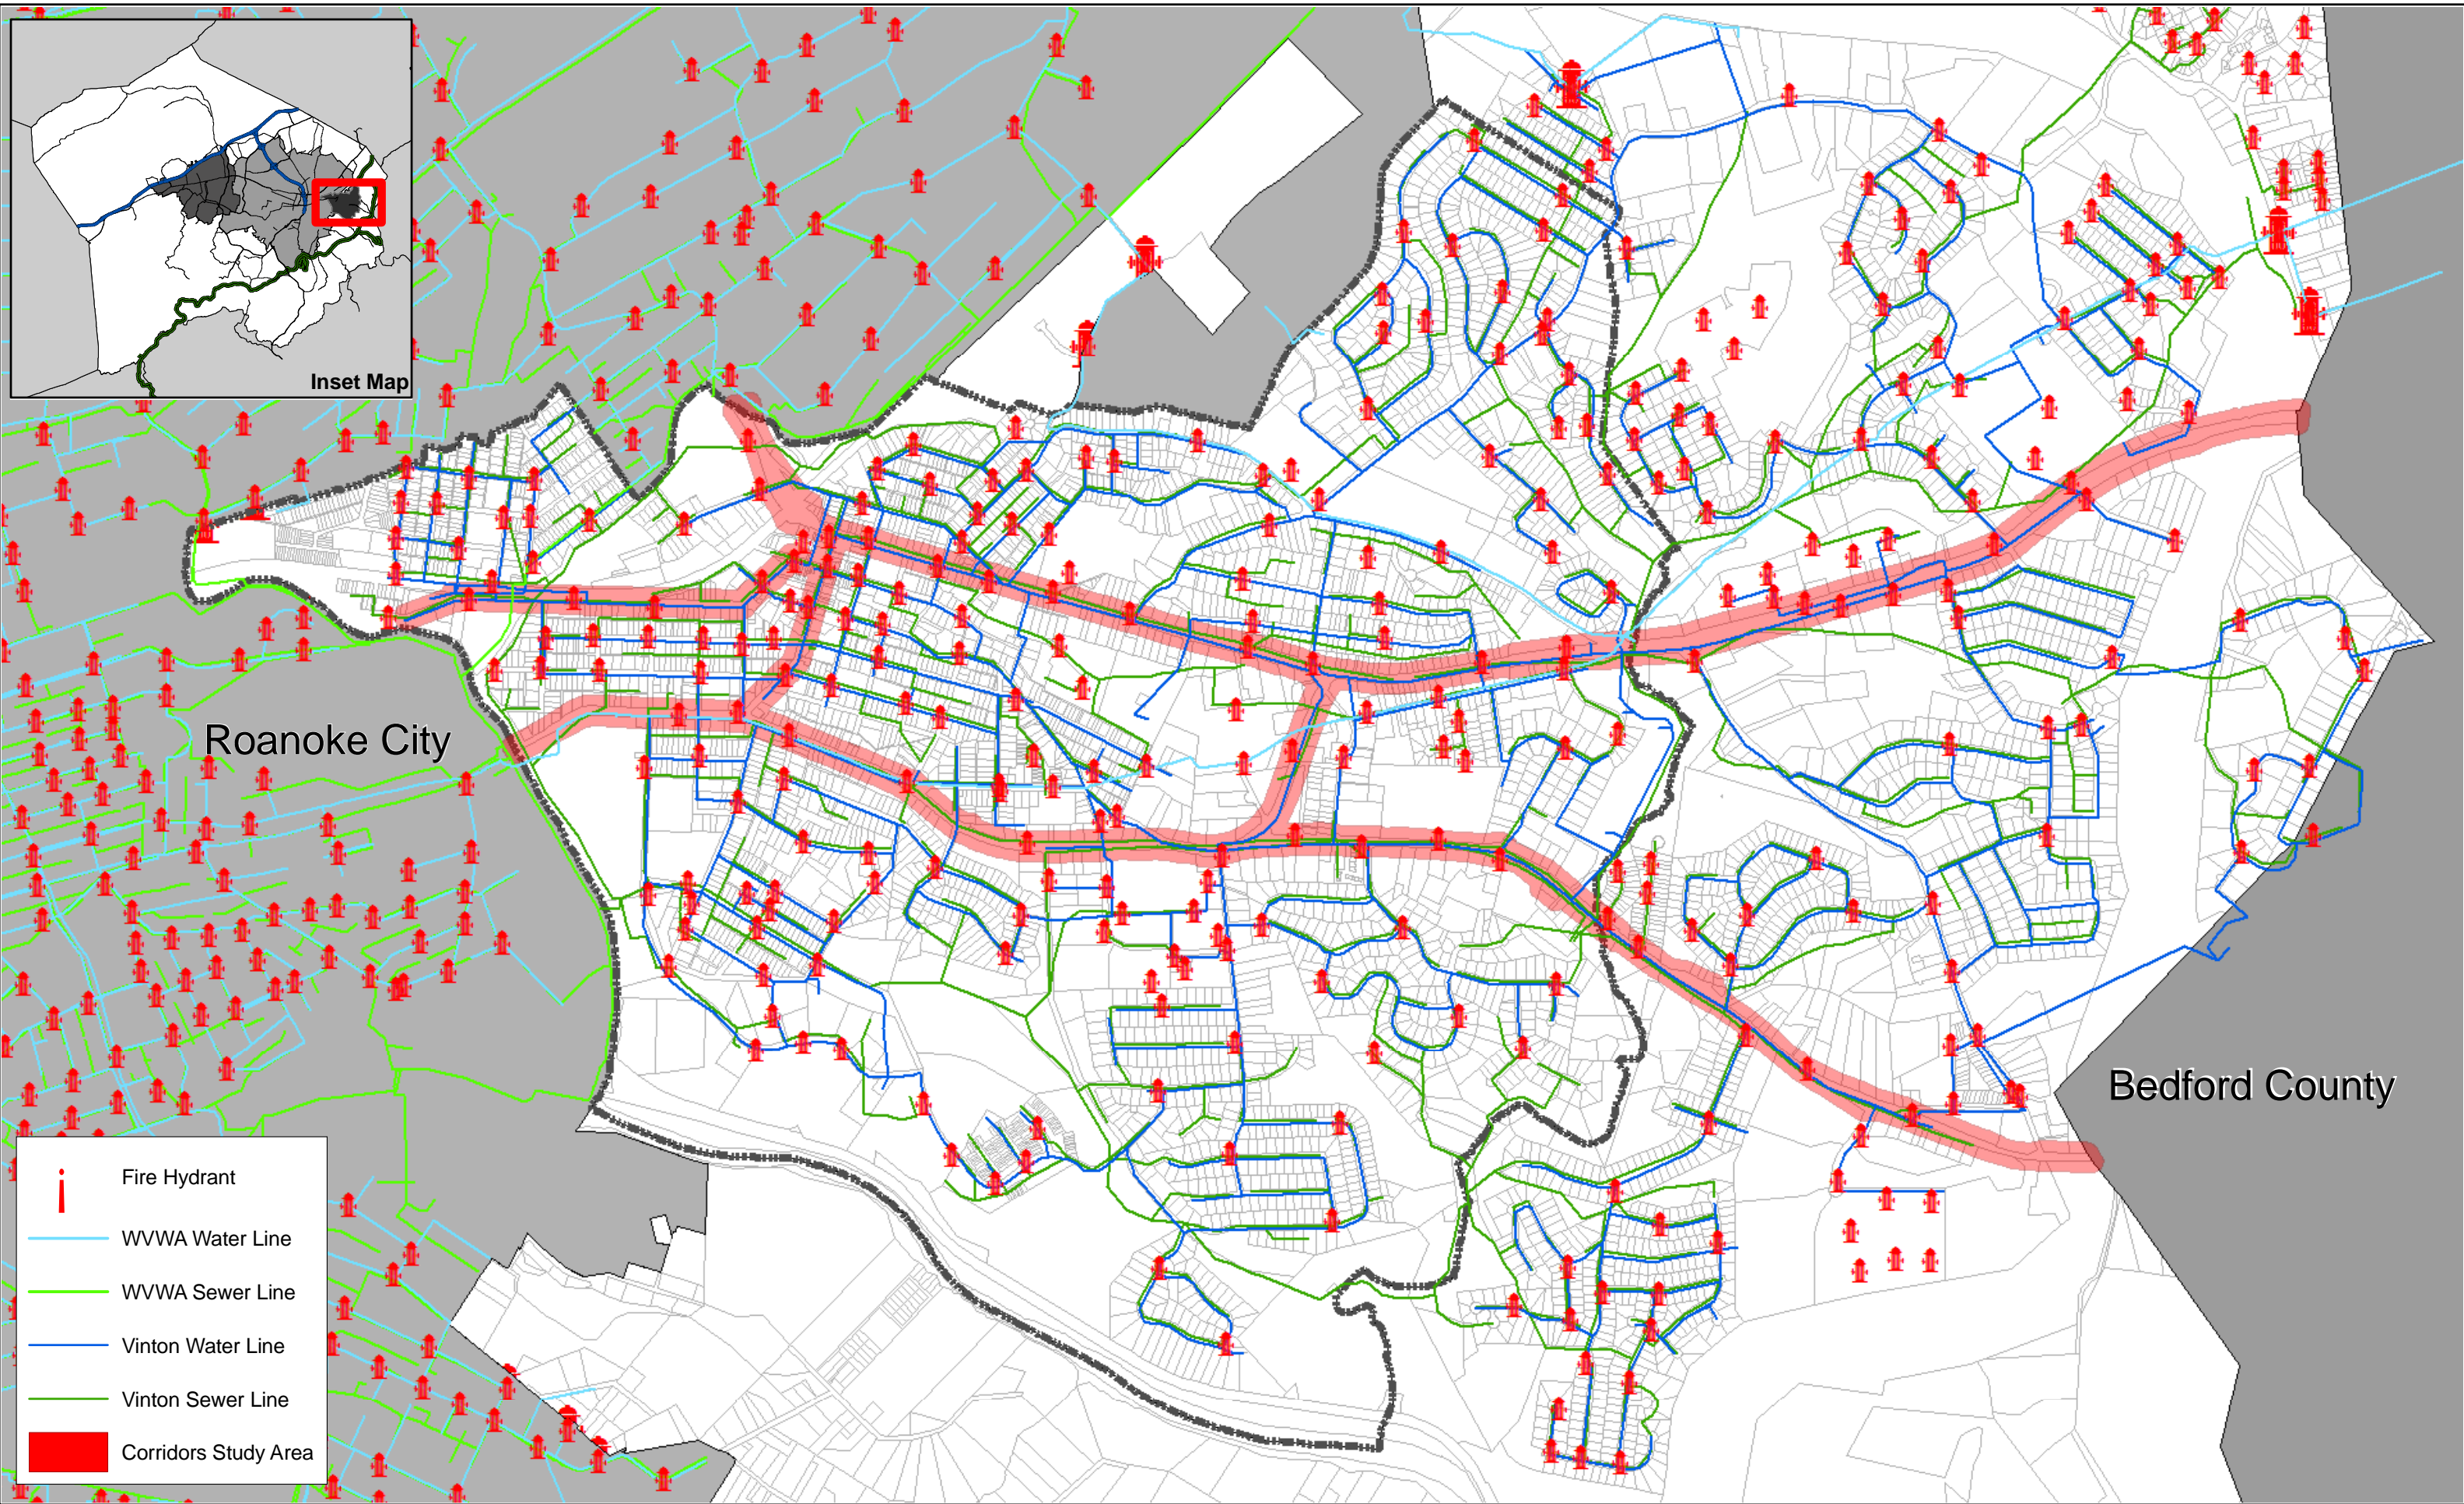 Inset Map
Roanoke City
Bedford County
Fire Hydrant
WVWA Water Line
WVWA Sewer Line
Vinton Water Line
Vinton Sewer Line
Corridors Study Area